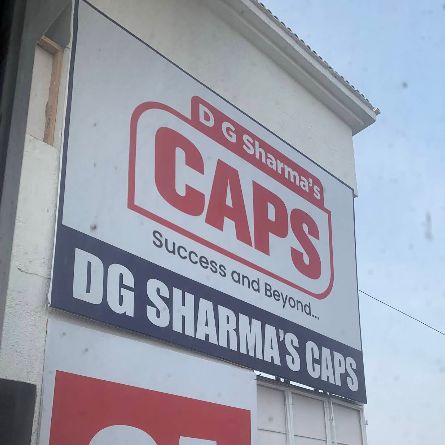 D G Sharma's
CAPS
Success and Beyond...
DG SHARMA'S CAPS